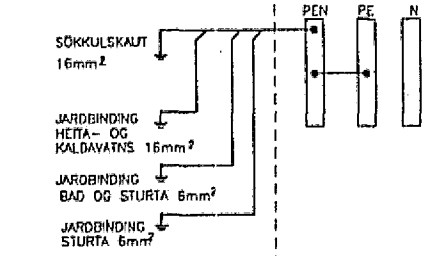 PEN PE N
SÖKKULSKAUT
16mm²
JARÐBINDING
HEITA- OG
KALDAVATNS 16mm²
JARÐBINDING
BAÐ OG STURTA 6mm²
JARÐBINDING
STURTA 6mm²